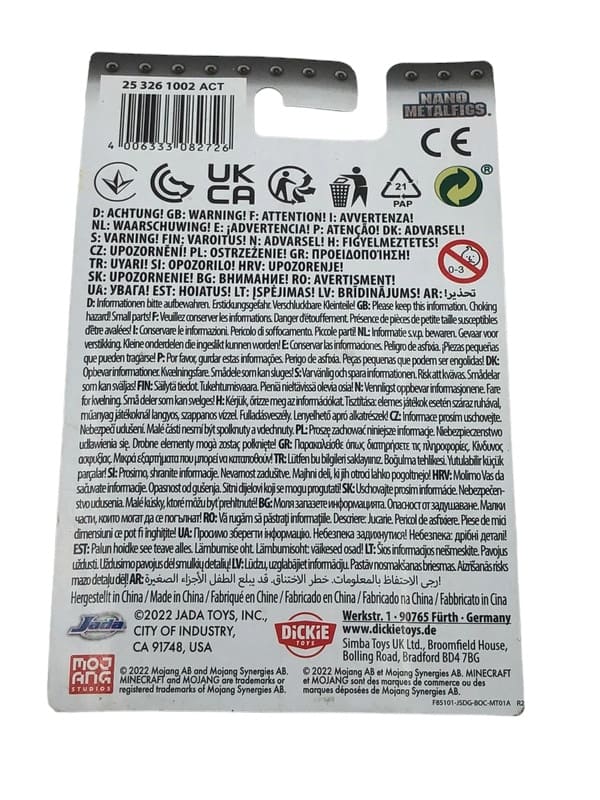 25 326 1002 ACT
4 006333 082726
NANO
METALFIGS
CE
UK
CA
21
PAP
®
0-3
D: ACHTUNG! GB: WARNING! F: ATTENTION! I: AVVERTENZA!
NL: WAARSCHUWING! E: ¡ADVERTENCIA! P: ATENÇÃO! DK: ADVARSEL!
S: VARNING! FIN: VAROITUS! N: ADVARSEL! H: FIGYELMEZTETES!
CZ: UPOZORNĚNÍ! PL: OSTRZEŻENIE! GR: ΠΡΟΕΙΔΟΠΟΊΗΣΗ!
TR: UYARI! SI: OPOZORILO! HRV: UPOZORENJE!
SK: UPOZORNENIE! BG: ВНИМАНИЕ! RO: AVERTISMENT!
UA: УВАГА! EST: HOIATUS! LT: ĮSPĖJIMAS! LV: BRĪDINĀJUMS! AR: تحذير!
D: Informationen bitte aufbewahren. Erstickungsgefahr. Verschluckbare Kleinteile! GB: Please keep this information. Choking
hazard! Small parts! F: Veuillez conserver les informations. Danger d'étouffement. Présence de pièces de petite taille susceptibles
d'être avalées! I: Conservare le informazioni. Pericolo di soffocamento. Piccole parti! NL: Informatie s.v.p. bewaren. Gevaar voor
verstikking. Kleine onderdelen die ingeslikt kunnen worden! E: Conservar las informaciones. Peligro de asfixia. ¡Piezas pequeñas
que pueden tragarse! P: Por favor, gurdar estas informações. Perigo de asfixia. Peças pequenas que podem ser engolidas! DK:
Opbevar informationer. Kvælningsfare. Smådele som kan sluges! S: Var vänlig och spara informationen. Risk att kvävas. Smådelar
som kan sväljas! FIN: Säilytä tiedot. Tukehtumisvaara. Pieniä nieltävissä olevia osia! N: Vennligst oppbevar informasjonene. Fare
for kvelning. Små deler som kan svelges! H: Kérjük, őrizze meg az információkat. Tisztítása: elemes játékok esetén száraz ruhával,
műanyag játékoknál langyos, szappanos vízzel. Fulladásveszély. Lenyelhető apró alkatrészek! CZ: Informace prosím uschovejte.
Nebezpečí udušení. Malé části nesmí být spolknuty a vdechnuty. PL: Proszę zachować niniejsze informacje. Niebezpieczenstwo
udławienia się. Drobne elementy mogą zostac połknięte! GR: Παρακαλείσθε όπως διατηρήσετε τις πληροφορίες. Κίνδυνος
ασφυξίας, Μικρά εξαρτήματα που μπορεί να καταποθούν! TR: Lütfen bu bilgileri saklayınız. Boğulma tehlikesi. Yutulabilir küçük
parçalar! SI: Prosimo, shranite informacije. Nevarnost zadušitve. Majhni deli, ki jih otroci lahko pogoltnejo! HRV: Molimo Vas da
sačuvate informacije. Opasnost od gušenja. Sitni dijelovi koji se mogu progutati! SK: Uschovajte prosím informácie. Nebezpečen-
stvo udusenia. Malé kúsky, ktoré môžu byť prehltnuté! BG: Моля запазете информацията. Опасност от задушаване. Малки
части, които могат да се погълнат! RO: Vă rugăm să păstrați informațiile. Descriere: Jucarie. Pericol de asfixiere. Piese de mici
dimensiuni ce pot fi înghițite! UA: Просимо зберегти інформацію. Небезпека задихнутися! Небезпека: дрібні деталі!
EST: Palun hoidke see teave alles. Lämbumise oht. Lämbumisoht: väikesed osad! LT: Šios informacijos neišmeskite. Pavojus
uždusti. Uždusimo pavojus dėl smulkių detalių! LV: Lūdzu, uzglabājiet informāciju. Pastāv nosmakšanas briesmas. Aizrīšanās risks
mazo detaļu dēļ! AR: يُرجى الاحتفاظ بالمعلومات. خطر الاختناق. قد يبلع الطفل الأجزاء الصغيرة!
Hergestellt in China / Made in China / Fabriqué en Chine / Fabricado en China / Fabricado na China / Fabbricato in Cina
Jada
©2022 JADA TOYS, INC.,
CITY OF INDUSTRY,
CA 91748, USA
DICKIE
TOYS
Werkstr. 1 · 90765 Fürth · Germany
www.dickietoys.de
Simba Toys UK Ltd., Broomfield House,
Bolling Road, Bradford BD4 7BG
MOJ
ANG
STUDIOS
© 2022 Mojang AB and Mojang Synergies AB.
MINECRAFT and MOJANG are trademarks or
registered trademarks of Mojang Synergies AB.
© 2022 Mojang AB et Mojang Synergies AB. MINECRAFT
et MOJANG sont des marques de commerce ou des
marques déposées de Mojang Synergies AB.
F85101-JSDG-BOC-MT01A R2